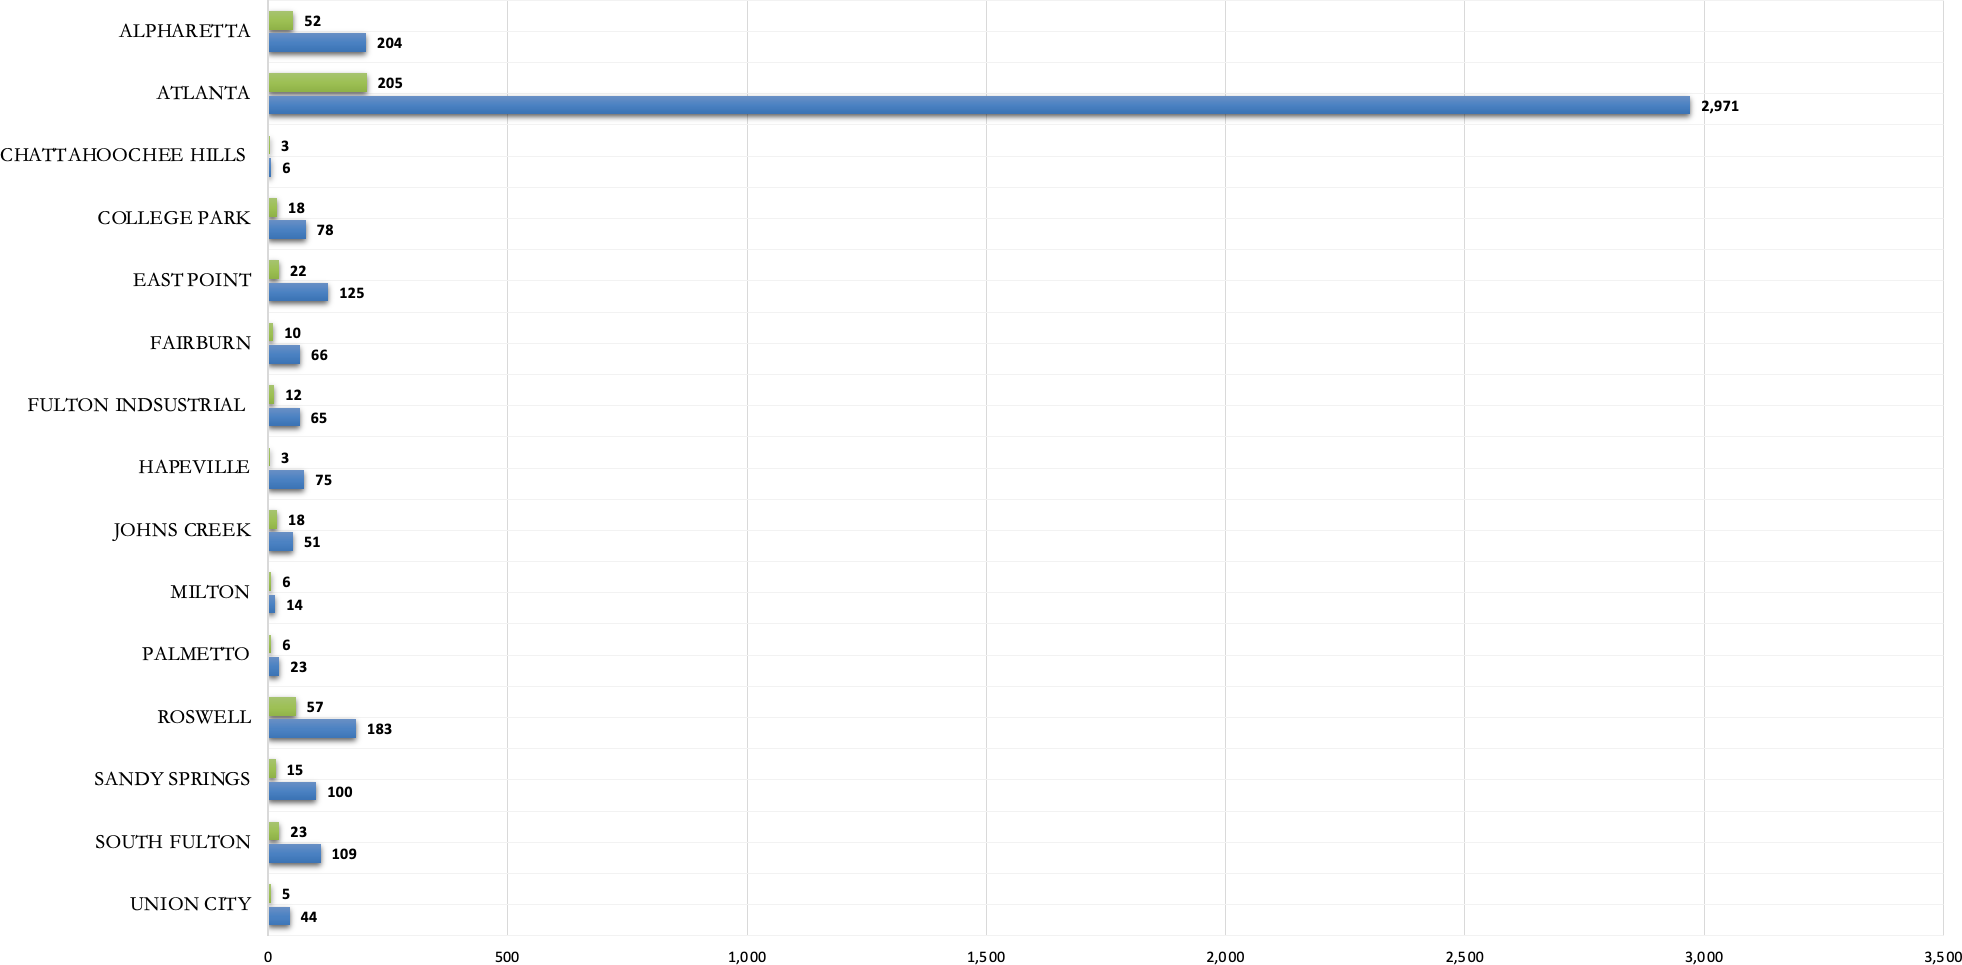 52
ALPHARETTA
204
205
ATLANTA
2,971
3
CHATTAHOOCHEE HILLS
6
18
COLLEGE PARK
78
22
EAST POINT
125
10
FAIRBURN
66
12
FULTON INDSUSTRIAL
65
3
HAPEVILLE
75
18
JOHNS CREEK
51
6
MILTON
14
6
PALMETTO
23
57
ROSWELL
183
15
SANDY SPRINGS
100
23
SOUTH FULTON
109
5
UNION CITY
44
0 500 1,000 1,500 2,000 2,500 3,000 3,500